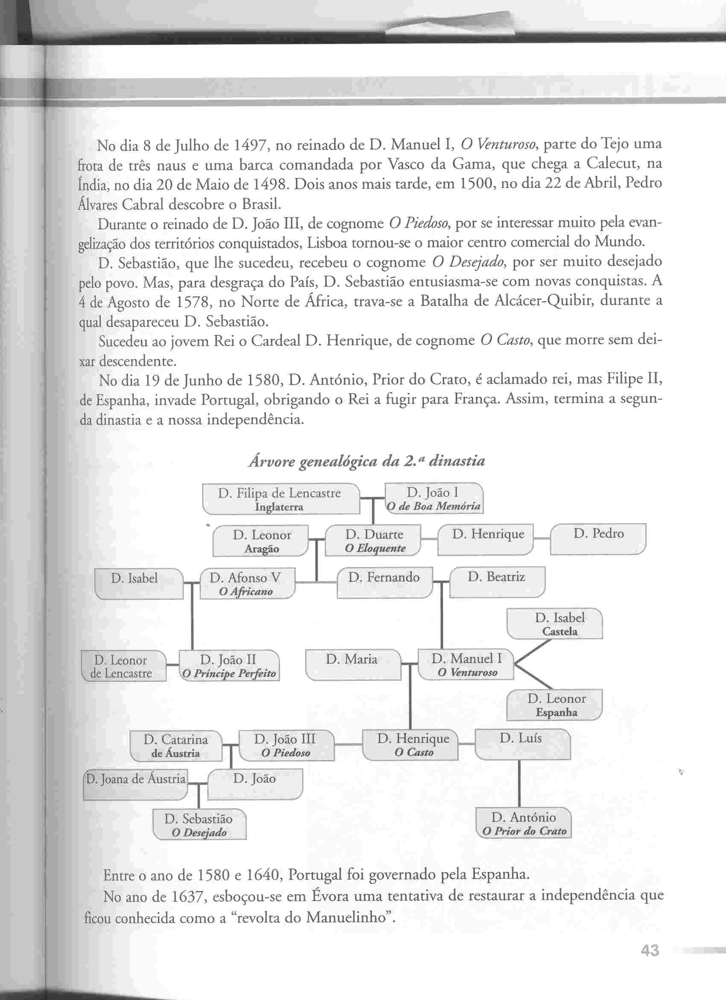 No dia 8 de Julho de 1497, no reinado de D. Manuel I, O Venturoso, parte do Tejo uma
frota de três naus e uma barca comandada por Vasco da Gama, que chega a Calecut, na
Índia, no dia 20 de Maio de 1498. Dois anos mais tarde, em 1500, no dia 22 de Abril, Pedro
Álvares Cabral descobre o Brasil.
Durante o reinado de D. João III, de cognome O Piedoso, por se interessar muito pela evan-
gelização dos territórios conquistados, Lisboa tornou-se o maior centro comercial do Mundo.
D. Sebastião, que lhe sucedeu, recebeu o cognome O Desejado, por ser muito desejado
pelo povo. Mas, para desgraça do País, D. Sebastião entusiasma-se com novas conquistas. A
4 de Agosto de 1578, no Norte de África, trava-se a Batalha de Alcácer-Quibir, durante a
qual desapareceu D. Sebastião.
Sucedeu ao jovem Rei o Cardeal D. Henrique, de cognome O Casto, que morre sem dei-
xar descendente.
No dia 19 de Junho de 1580, D. António, Prior do Crato, é aclamado rei, mas Filipe II,
de Espanha, invade Portugal, obrigando o Rei a fugir para França. Assim, termina a segun-
da dinastia e a nossa independência.
Árvore genealógica da 2.ª dinastia
D. Filipa de Lencastre
Inglaterra
D. João I
O de Boa Memória
D. Leonor
Aragão
D. Duarte
O Eloquente
D. Henrique
D. Pedro
D. Isabel
D. Afonso V
O Africano
D. Fernando
D. Beatriz
D. Isabel
Castela
D. Leonor
de Lencastre
D. João II
O Príncipe Perfeito
D. Maria
D. Manuel I
O Venturoso
D. Leonor
Espanha
D. Catarina
de Áustria
D. João III
O Piedoso
D. Henrique
O Casto
D. Luís
D. Joana de Áustria
D. João
D. Sebastião
O Desejado
D. António
O Prior do Crato
Entre o ano de 1580 e 1640, Portugal foi governado pela Espanha.
No ano de 1637, esboçou-se em Évora uma tentativa de restaurar a independência que
ficou conhecida como a “revolta do Manuelinho”.
43